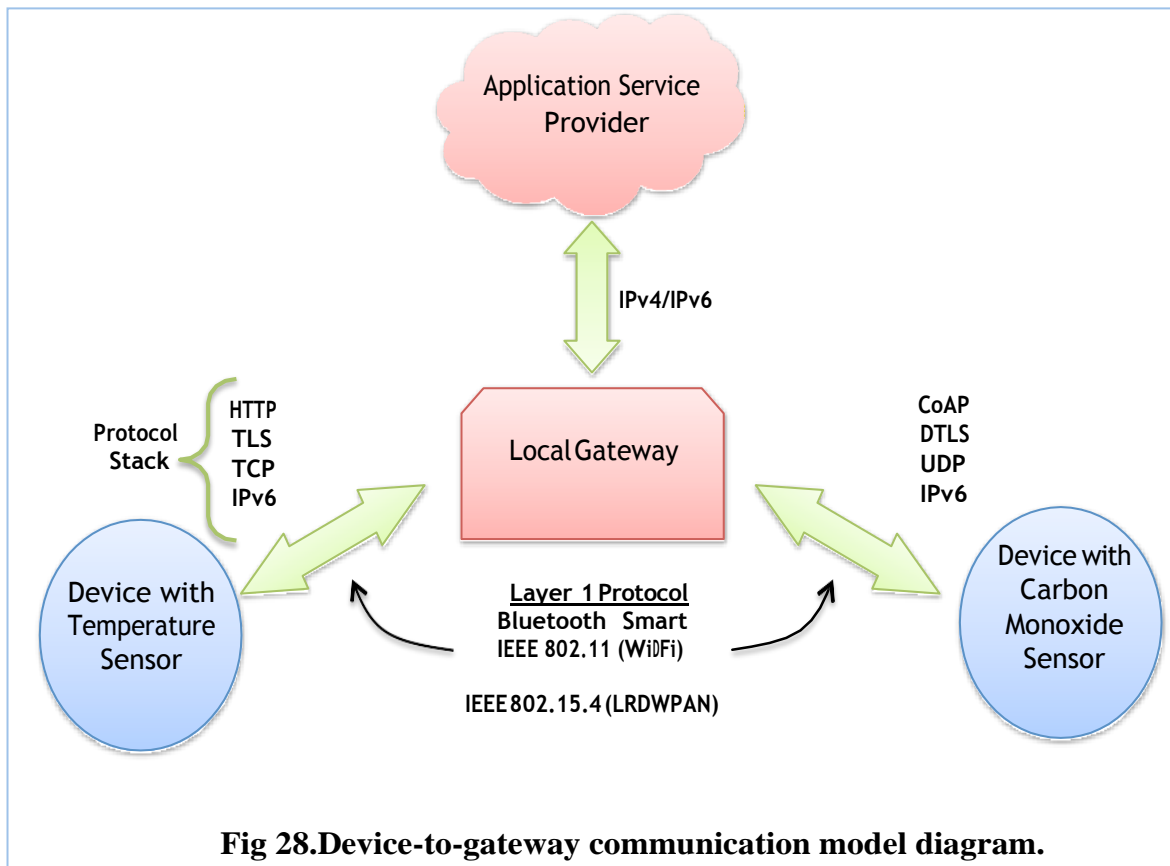 Application Service
Provider
IPv4/IPv6
HTTP
TLS
TCP
IPv6
Protocol
Stack
Local Gateway
CoAP
DTLS
UDP
IPv6
Device with
Temperature
Sensor
Layer 1 Protocol
Bluetooth Smart
IEEE 802.11 (WiDFi)
IEEE 802.15.4 (LRDWPAN)
Device with
Carbon
Monoxide
Sensor
Fig 28.Device-to-gateway communication model diagram.